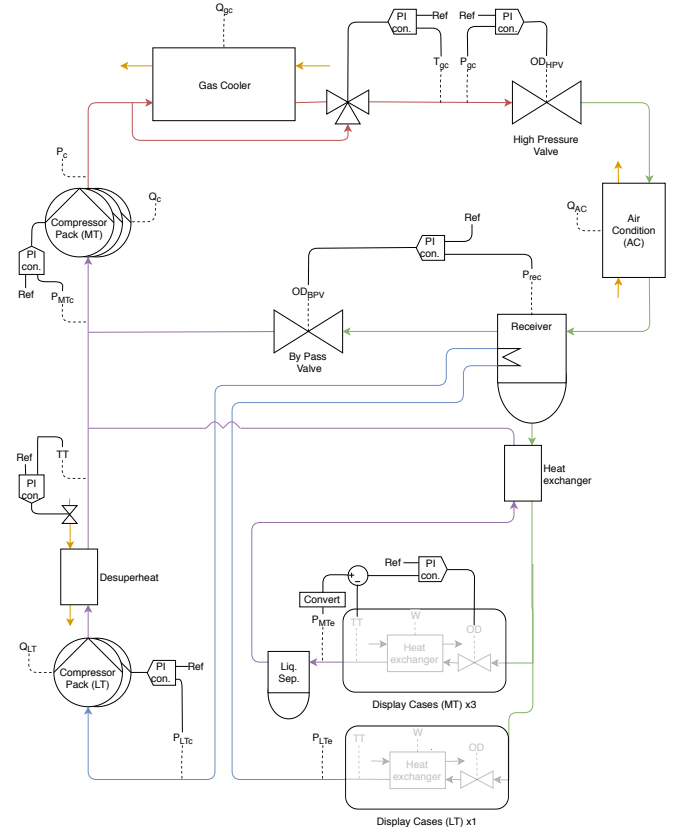 Q_gc
PI
con.
Ref
Ref
PI
con.
Gas Cooler
T_gc
P_gc
OD_HPV
High Pressure
Valve
P_c
Q_c
Compressor
Pack (MT)
Q_AC
Air
Condition
(AC)
Ref
PI
con.
PI
con.
Ref
P_MTc
P_rec
OD_BPV
Receiver
By Pass
Valve
Ref
TT
PI
con.
Heat
exchanger
Desuperheat
Ref
PI
con.
+
−
Convert
P_MTe
TT
W
OD
Heat
exchanger
Liq.
Sep.
Q_LT
Compressor
Pack (LT)
PI
con.
Ref
Display Cases (MT) x3
P_LTc
P_LTe
TT
W
OD
Heat
exchanger
Display Cases (LT) x1